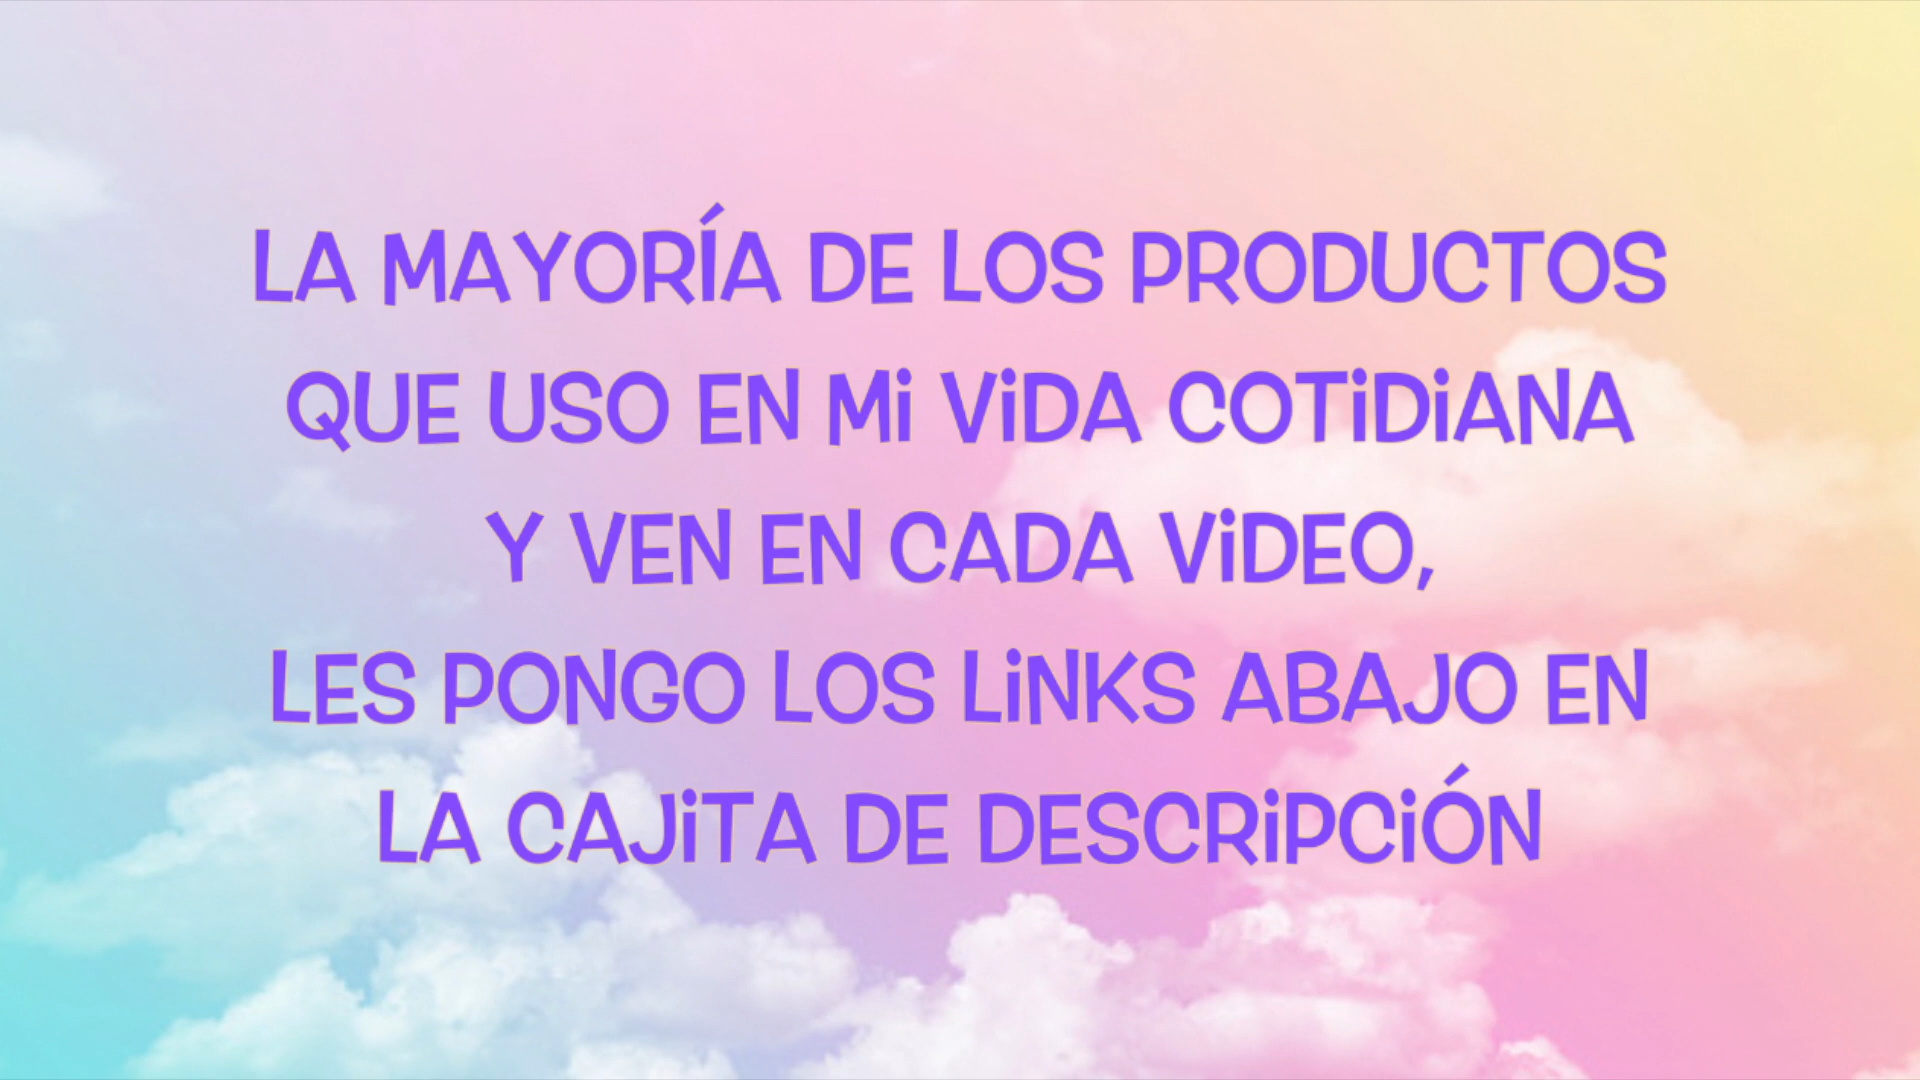 LA MAYORÍA DE LOS PRODUCTOS
QUE USO EN Mi ViDA COTiDiANA
Y VEN EN CADA ViDEO,
LES PONGO LOS LiNKS ABAJO EN
LA CAJiTA DE DESCRiPCiÓN